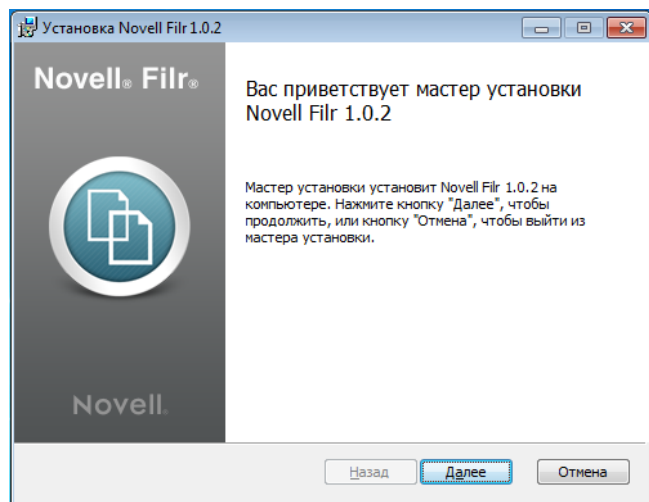 Установка Novell Filr 1.0.2
Novell® Filr®
Вас приветствует мастер установки
Novell Filr 1.0.2
Мастер установки установит Novell Filr 1.0.2 на
компьютере. Нажмите кнопку "Далее", чтобы
продолжить, или кнопку "Отмена", чтобы выйти из
мастера установки.
Novell®
Назад Далее Отмена